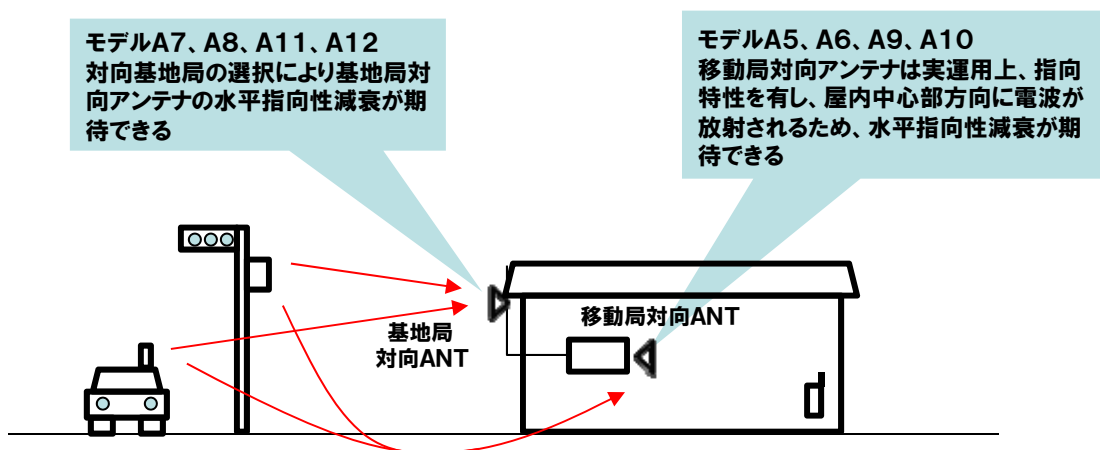 モデルA7、A8、A11、A12
対向基地局の選択により基地局対
向アンテナの水平指向性減衰が期
待できる
モデルA5、A6、A9、A10
移動局対向アンテナは実運用上、指向
特性を有し、屋内中心部方向に電波が
放射されるため、水平指向性減衰が期
待できる
基地局
対向ANT
移動局対向ANT